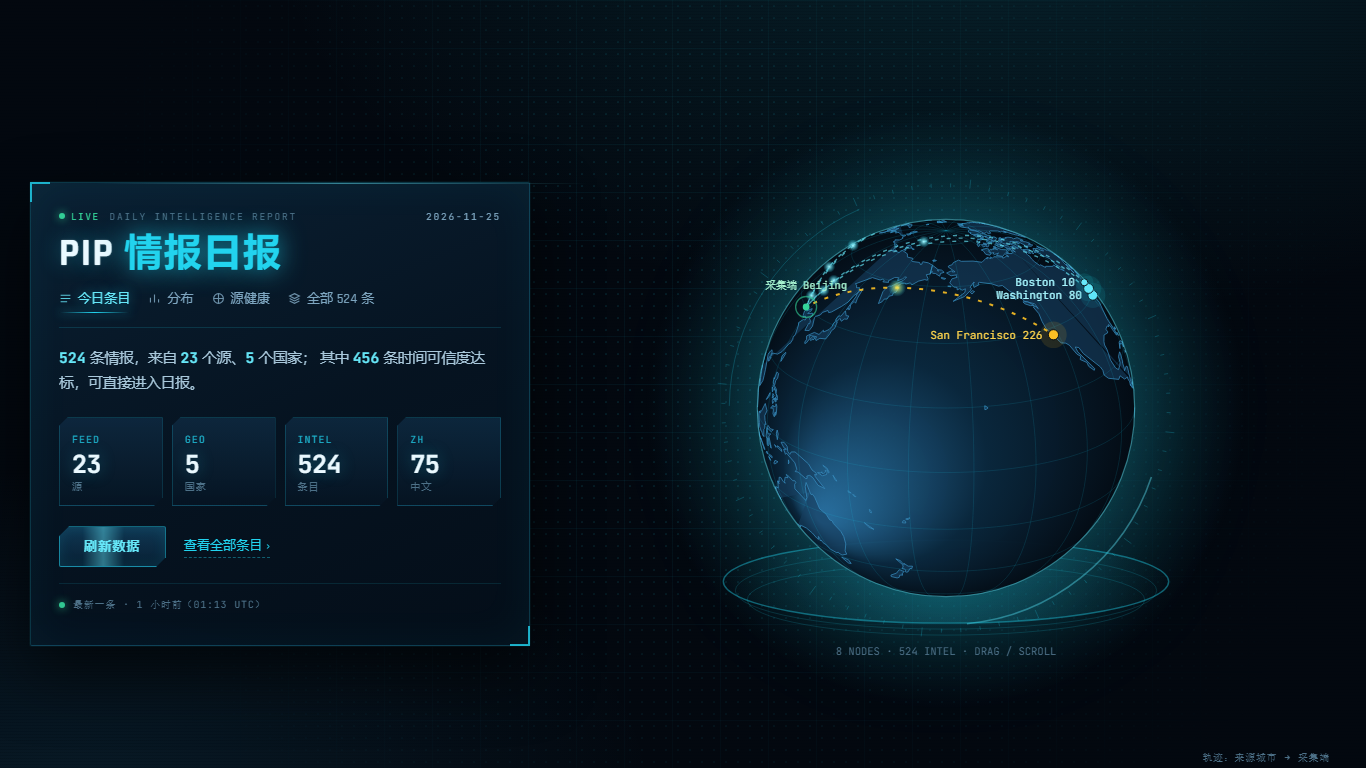 LIVE DAILY INTELLIGENCE REPORT 2026-11-25
PIP 情报日报
今日条目 分布 源健康 全部 524 条
524 条情报，来自 23 个源、5 个国家； 其中 456 条时间可信度达
标，可直接进入日报。
FEED
23
源
GEO
5
国家
INTEL
524
条目
ZH
75
中文
刷新数据 查看全部条目 ›
最新一条 · 1 小时前（01:13 UTC）
采集端 Beijing
Boston 10
Washington 80
San Francisco 226
8 NODES · 524 INTEL · DRAG / SCROLL
轨迹：来源城市 → 采集端